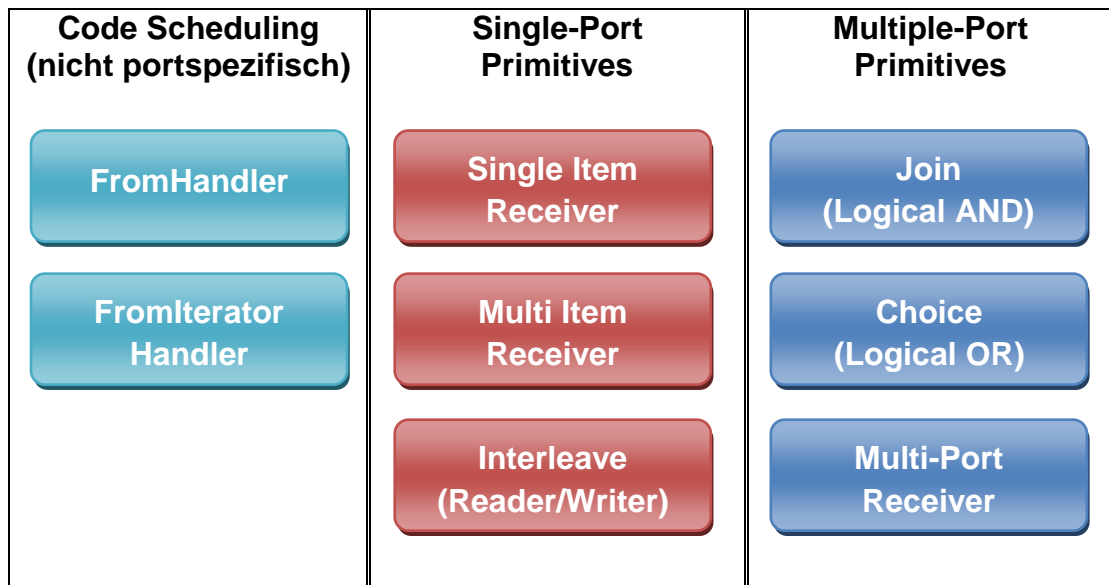 Code Scheduling
(nicht portspezifisch)
FromHandler
FromIterator
Handler
Single-Port
Primitives
Single Item
Receiver
Multi Item
Receiver
Interleave
(Reader/Writer)
Multiple-Port
Primitives
Join
(Logical AND)
Choice
(Logical OR)
Multi-Port
Receiver